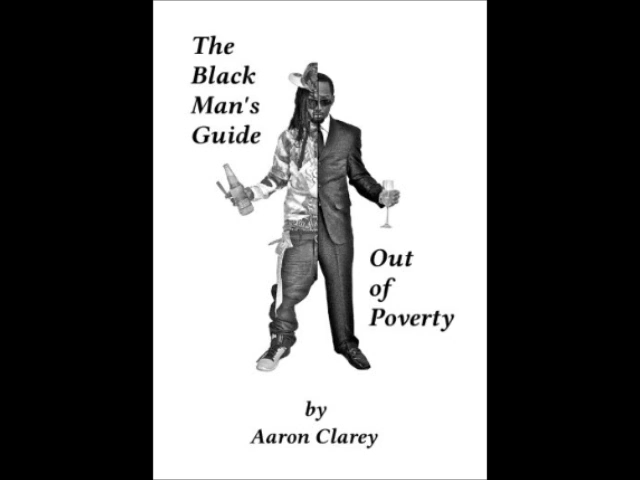 The
Black
Man's
Guide
Out
of
Poverty
by
Aaron Clarey